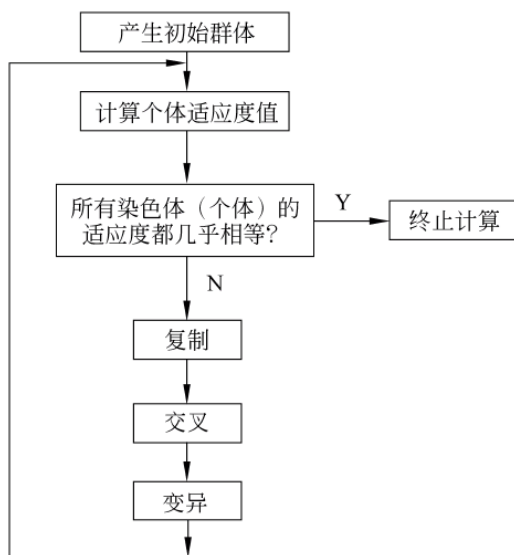 产生初始群体
计算个体适应度值
所有染色体（个体）的
适应度都几乎相等？
Y
终止计算
N
复制
交叉
变异